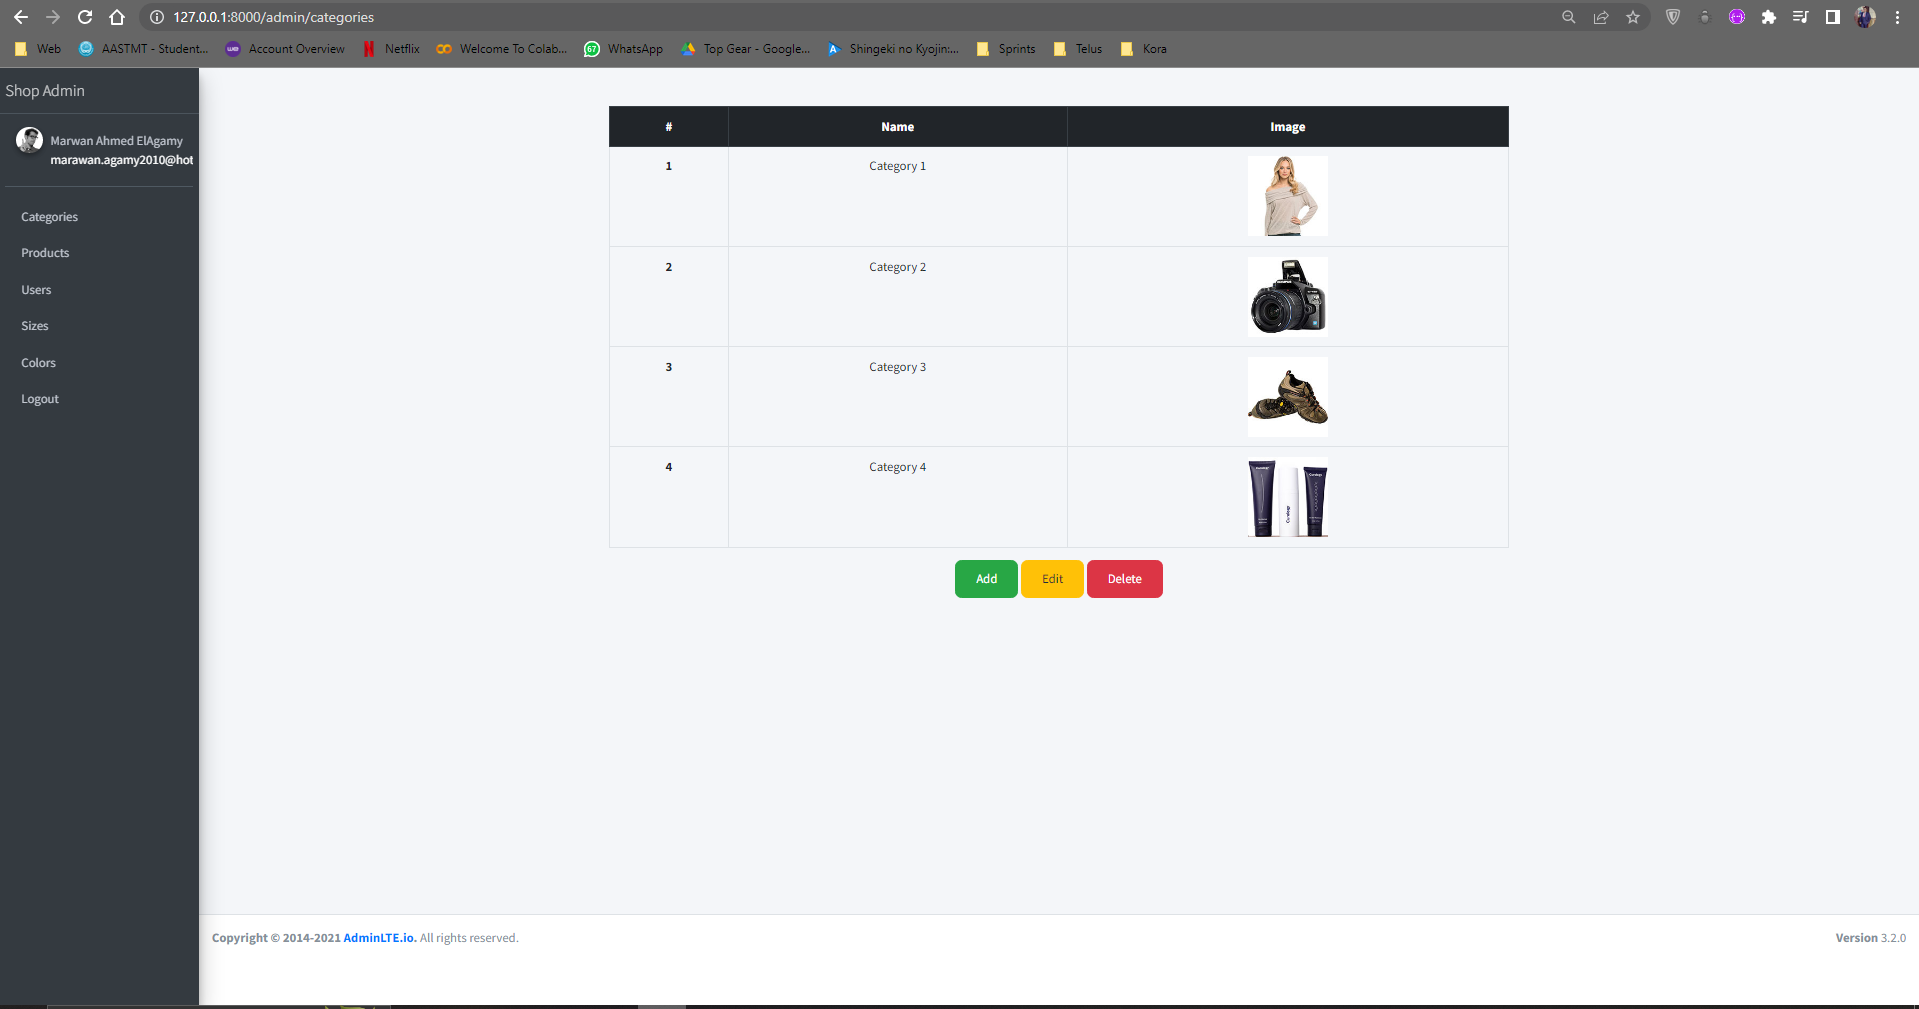 127.0.0.1:8000/admin/categories
Web AASTMT - Student... Account Overview Netflix Welcome To Colab... 67 WhatsApp Top Gear - Google... Shingeki no Kyojin:... Sprints Telus Kora
Shop Admin
Marwan Ahmed ElAgamy
marawan.agamy2010@hot
Categories
Products
Users
Sizes
Colors
Logout
# Name Image
1 Category 1
2 Category 2
3 Category 3
4 Category 4
Add Edit Delete
Copyright © 2014-2021 AdminLTE.io. All rights reserved.
Version 3.2.0